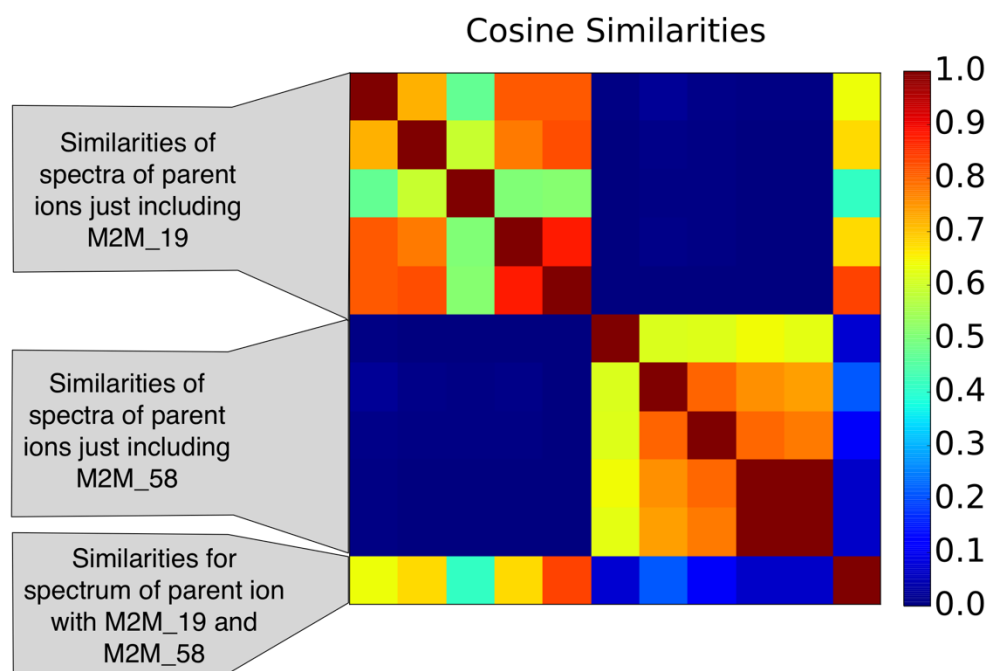 Cosine Similarities
Similarities of
spectra of parent
ions just including
M2M_19
Similarities of
spectra of parent
ions just including
M2M_58
Similarities for
spectrum of parent ion
with M2M_19 and
M2M_58
1.0
0.9
0.8
0.7
0.6
0.5
0.4
0.3
0.2
0.1
0.0